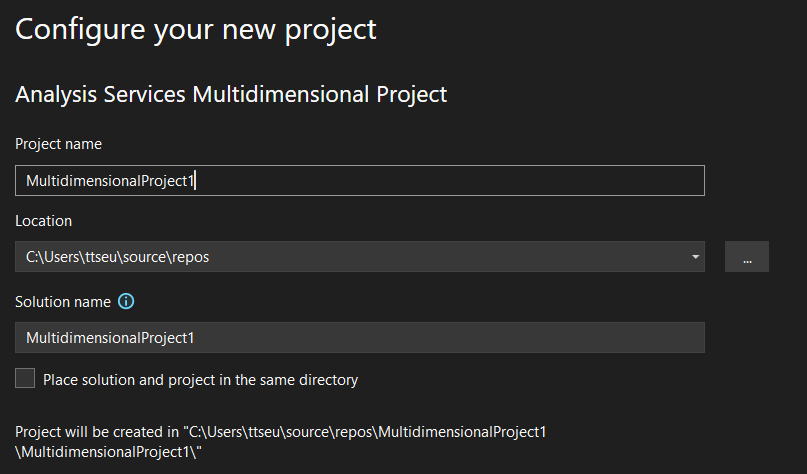 Configure your new project
Analysis Services Multidimensional Project
Project name
MultidimensionalProject1
Location
C:\Users\ttseu\source\repos
...
Solution name
MultidimensionalProject1
Place solution and project in the same directory
Project will be created in "C:\Users\ttseu\source\repos\MultidimensionalProject1
\MultidimensionalProject1\"